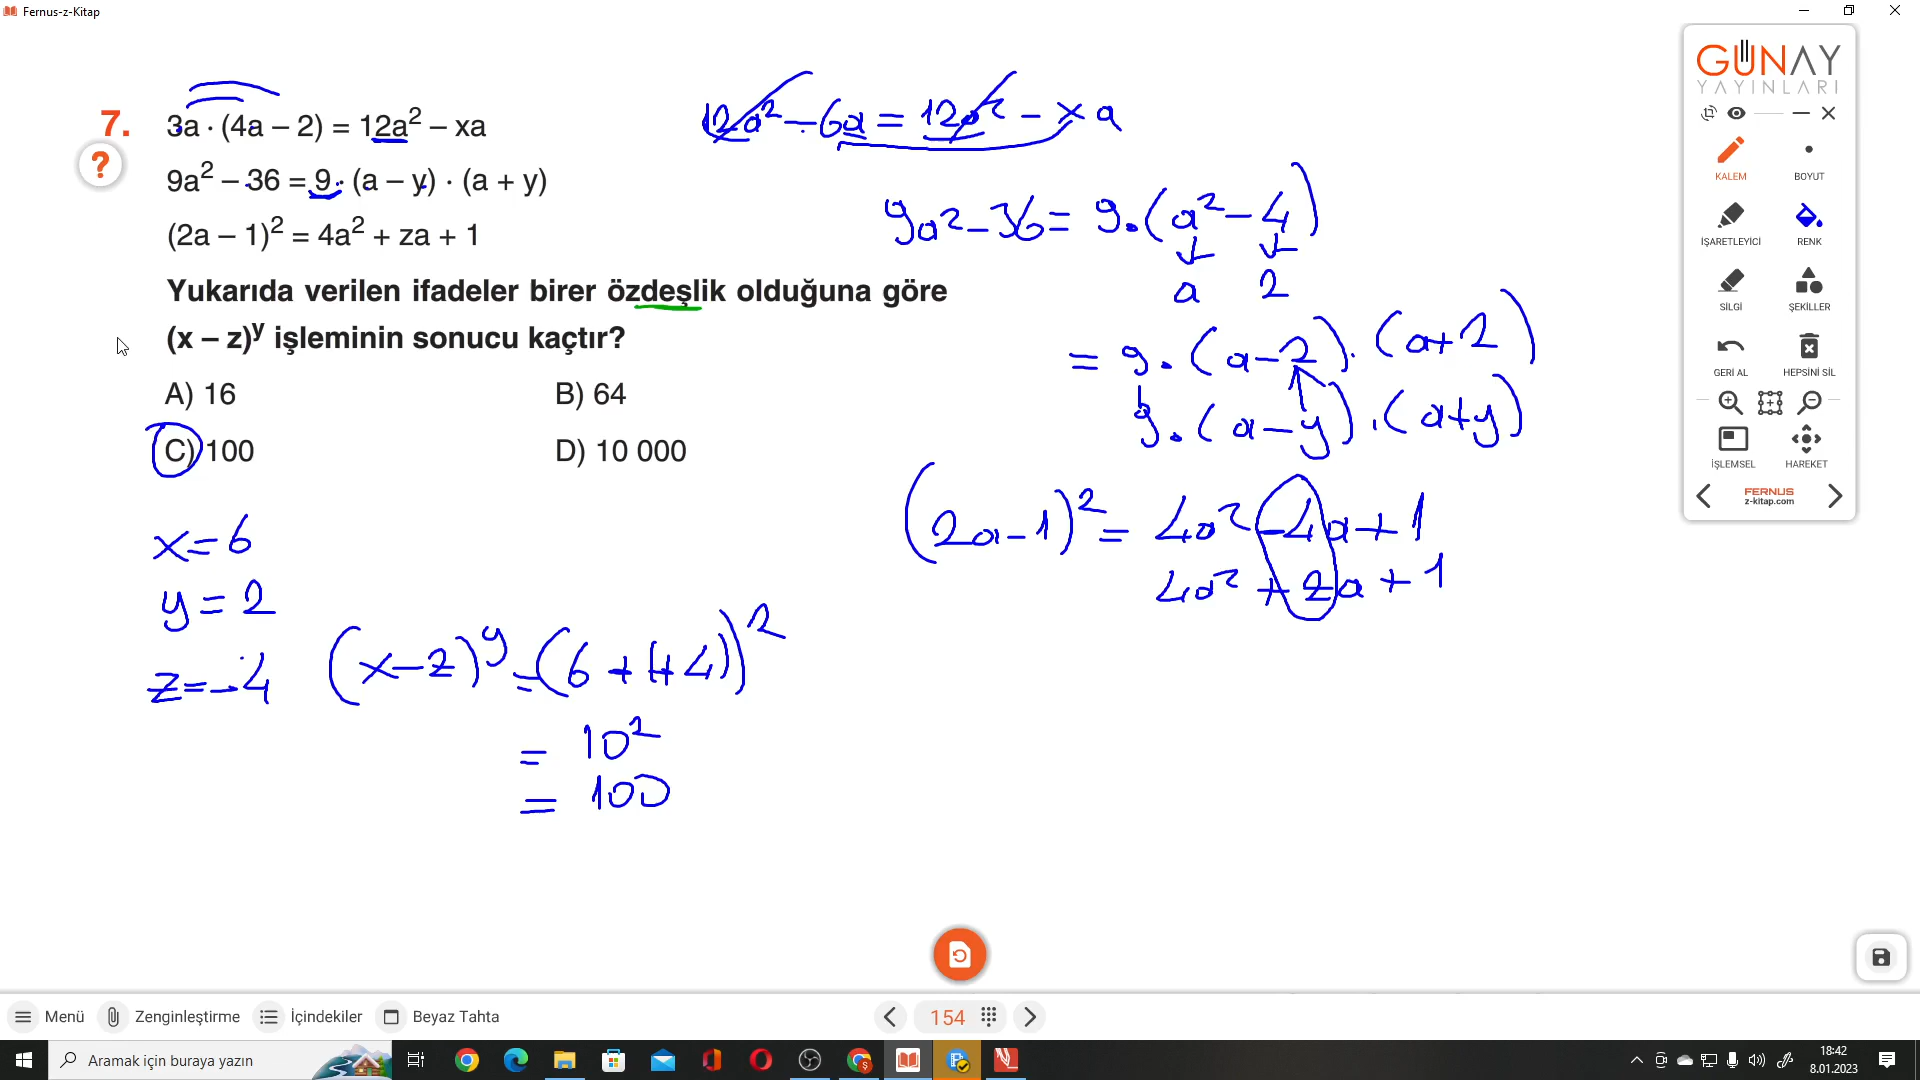 Fernus-z-Kitap
7.
?
3a · (4a – 2) = 12a² – xa
9a² – 36 = 9 · (a – y) · (a + y)
(2a – 1)² = 4a² + za + 1
Yukarıda verilen ifadeler birer özdeşlik olduğuna göre
(x – z)ʸ işleminin sonucu kaçtır?
A) 16
B) 64
C) 100
D) 10 000
12a² – 6a = 12a² – xa
9a² – 36 = 9·(a² – 4)
a 2
= 9·(a – 2)·(a + 2)
9·(a – y)·(a + y)
(2a – 1)² = 4a² – 4a + 1
4a² + za + 1
x = 6
y = 2
z = -4
(x – z)ʸ = (6 + (+4))²
= 10²
= 100
GÜNAY
YAYINLARI
KALEM
BOYUT
İŞARETLEYİCİ
RENK
SİLGİ
ŞEKİLLER
GERİ AL
HEPSİNİ SİL
İŞLEMSEL
HAREKET
FERNUS
z-kitap.com
Menü
Zenginleştirme
İçindekiler
Beyaz Tahta
154
Aramak için buraya yazın
18:42
8.01.2023